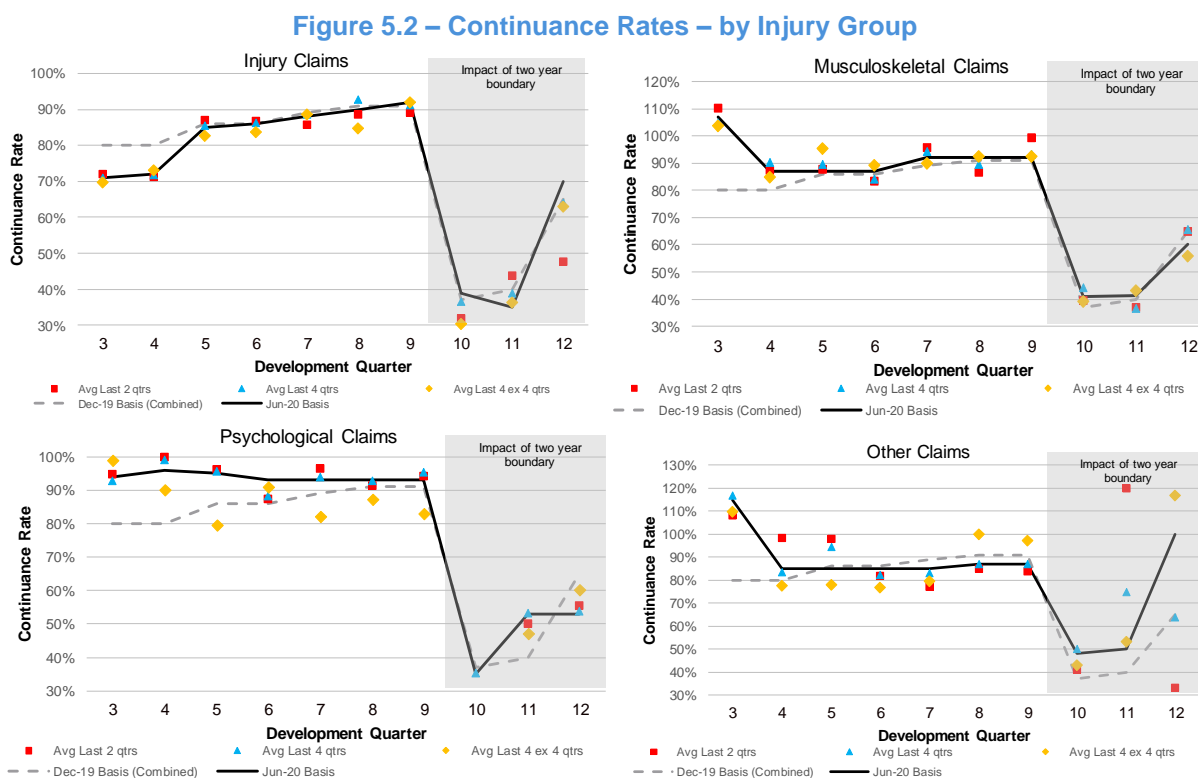 Figure 5.2 – Continuance Rates – by Injury Group
Injury Claims
Impact of two year
boundary
Continuance Rate
100%
90%
80%
70%
60%
50%
40%
30%
3 4 5 6 7 8 9 10 11 12
Development Quarter
Avg Last 2 qtrs Avg Last 4 qtrs Avg Last 4 ex 4 qtrs
Dec-19 Basis (Combined) Jun-20 Basis
Musculoskeletal Claims
Impact of two year
boundary
Continuance Rate
120%
110%
100%
90%
80%
70%
60%
50%
40%
30%
3 4 5 6 7 8 9 10 11 12
Development Quarter
Avg Last 2 qtrs Avg Last 4 qtrs Avg Last 4 ex 4 qtrs
Dec-19 Basis (Combined) Jun-20 Basis
Psychological Claims
Impact of two year
boundary
Continuance Rate
100%
90%
80%
70%
60%
50%
40%
30%
3 4 5 6 7 8 9 10 11 12
Development Quarter
Avg Last 2 qtrs Avg Last 4 qtrs Avg Last 4 ex 4 qtrs
Dec-19 Basis (Combined) Jun-20 Basis
Other Claims
Impact of two year
boundary
Continuance Rate
130%
120%
110%
100%
90%
80%
70%
60%
50%
40%
30%
3 4 5 6 7 8 9 10 11 12
Development Quarter
Avg Last 2 qtrs Avg Last 4 qtrs Avg Last 4 ex 4 qtrs
Dec-19 Basis (Combined) Jun-20 Basis